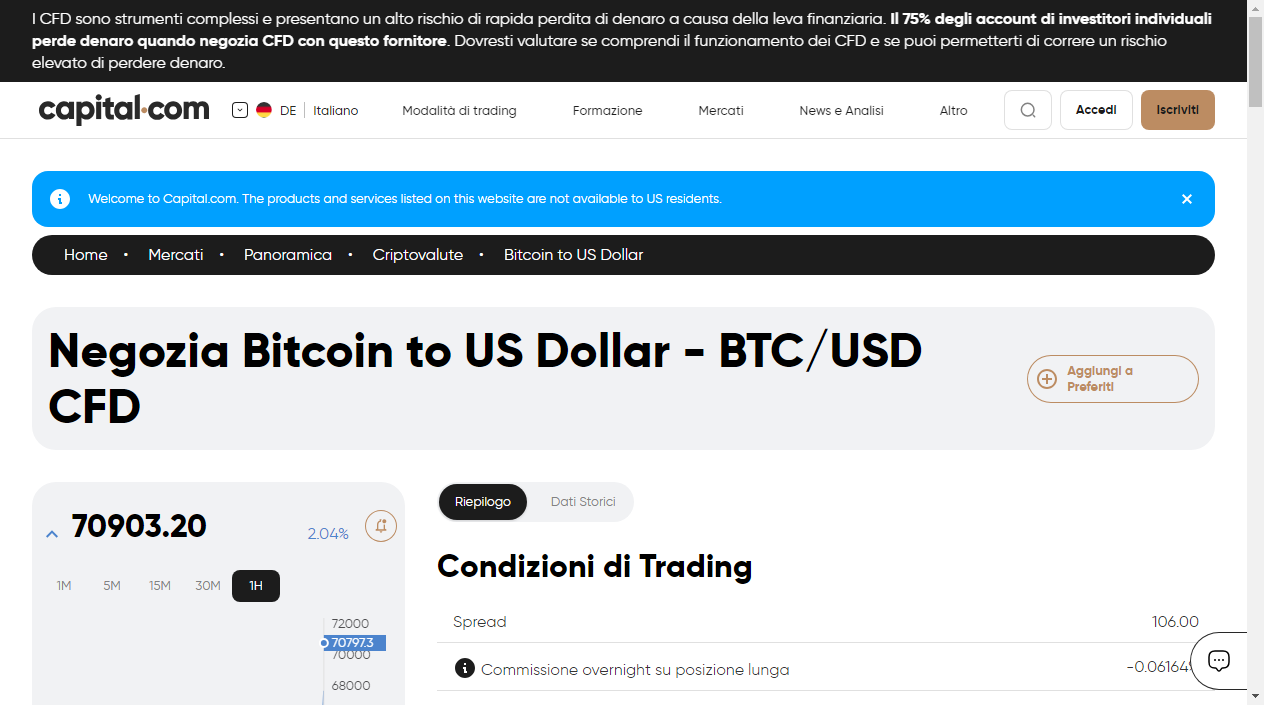 I CFD sono strumenti complessi e presentano un alto rischio di rapida perdita di denaro a causa della leva finanziaria. Il 75% degli account di investitori individuali
perde denaro quando negozia CFD con questo fornitore. Dovresti valutare se comprendi il funzionamento dei CFD e se puoi permetterti di correre un rischio
elevato di perdere denaro.
capital.com DE Italiano Modalità di trading Formazione Mercati News e Analisi Altro Accedi Iscriviti
Welcome to Capital.com. The products and services listed on this website are not available to US residents.
Home • Mercati • Panoramica • Criptovalute • Bitcoin to US Dollar
Negozia Bitcoin to US Dollar - BTC/USD
CFD
Aggiungi a
Preferiti
70903.20 2.04%
1M 5M 15M 30M 1H
72000
70797.3
70000
68000
Riepilogo Dati Storici
Condizioni di Trading
Spread 106.00
Commissione overnight su posizione lunga -0.06164